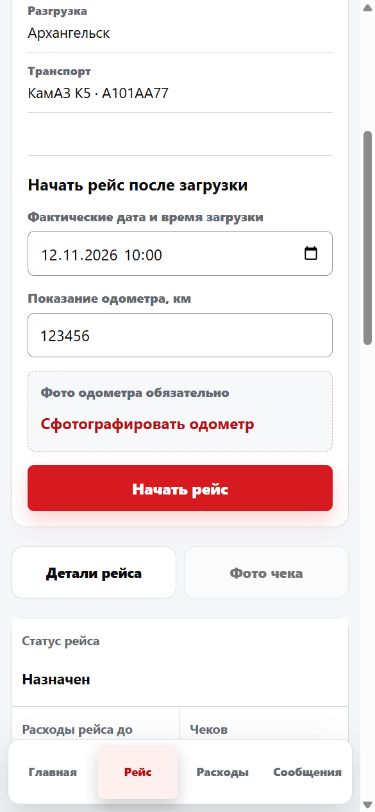 Разгрузка
Архангельск
Транспорт
КамАЗ К5 · А101АА77
Начать рейс после загрузки
Фактические дата и время загрузки
12.11.2026 10:00
Показание одометра, км
123456
Фото одометра обязательно
Сфотографировать одометр
Начать рейс
Детали рейса
Фото чека
Статус рейса
Назначен
Расходы рейса до
Чеков
Главная
Рейс
Расходы
Сообщения